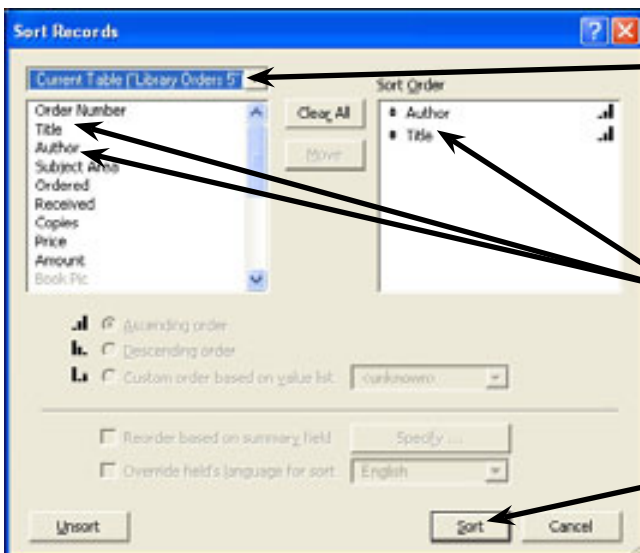 Sort Records
Current Table ("Library Orders 5"
Sort Order
Order Number
Title
Author
Subject Area
Ordered
Received
Copies
Price
Amount
Book Pic
Clear All
Move
Author
Title
Ascending order
Descending order
Custom order based on value list
<unknown>
Reorder based on summary field
Specify ...
Override field's language for sort
English
Unsort
Sort
Cancel